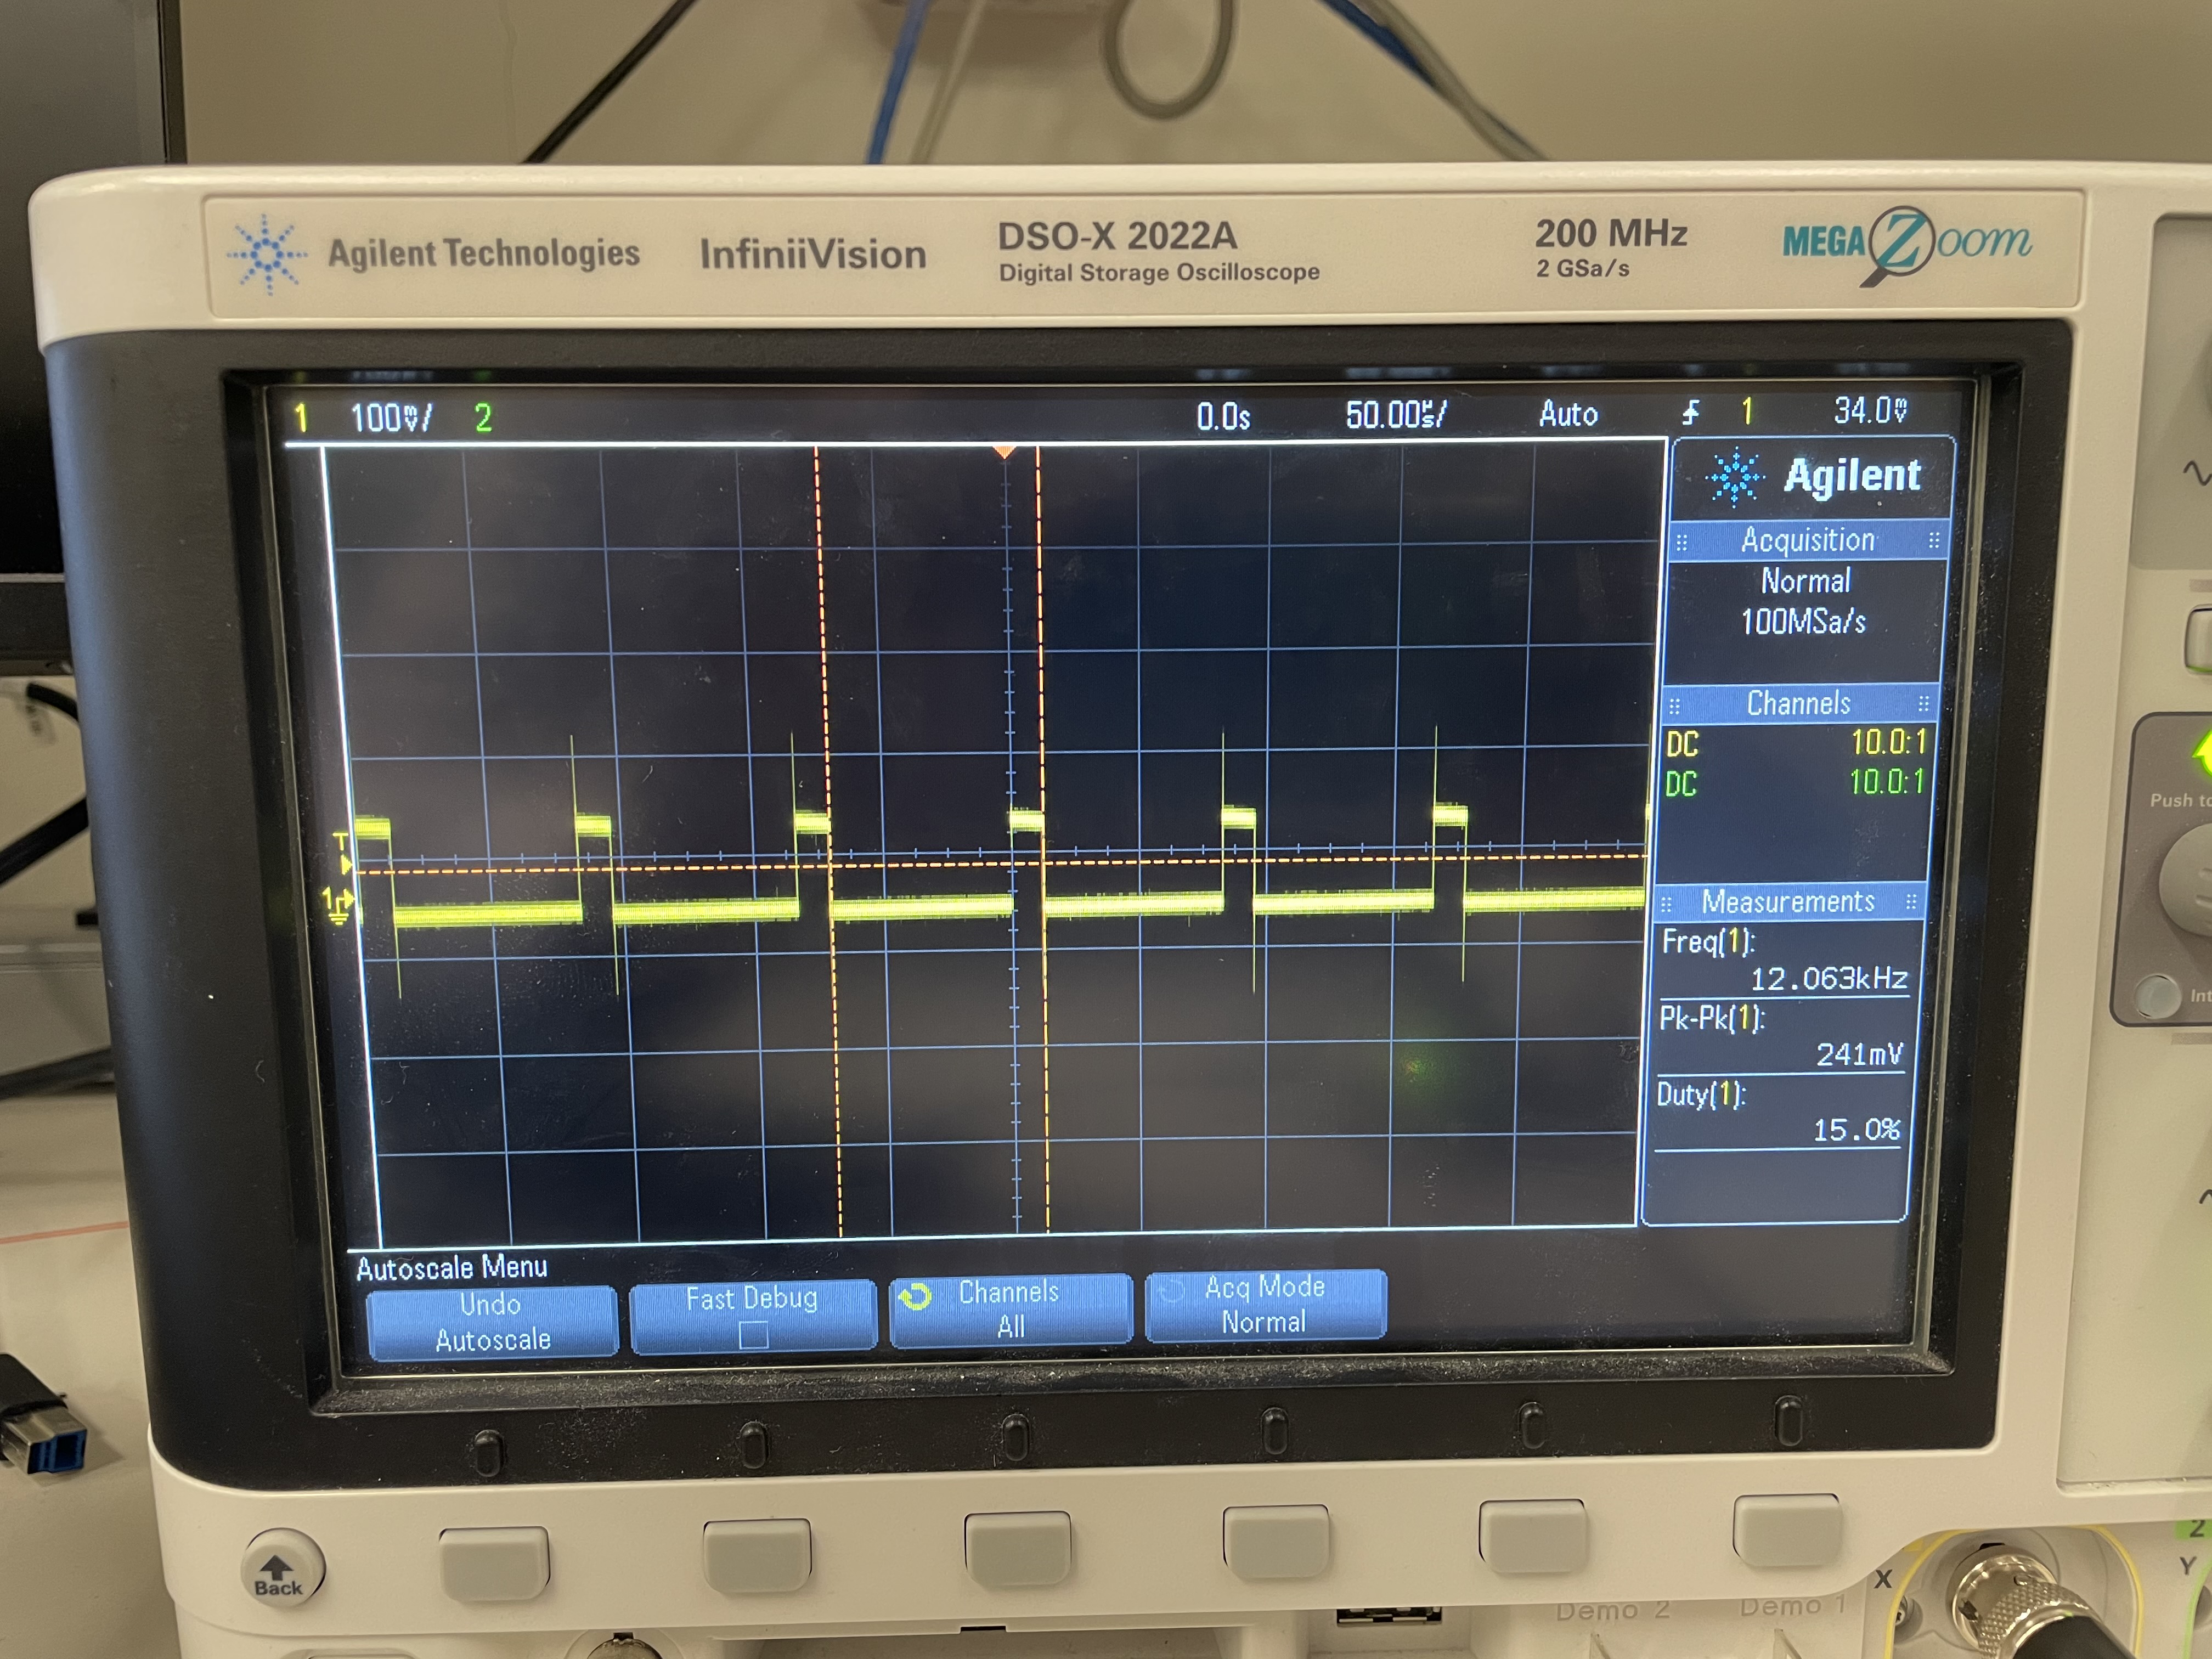 Agilent Technologies InfiniiVision DSO-X 2022A 200 MHz MEGA Zoom
Digital Storage Oscilloscope 2 GSa/s
1 100mV/ 2 0.0s 50.00µs/ Auto 1 34.0mV
Agilent
Acquisition
Normal
100MSa/s
Channels
DC 10.0:1
DC 10.0:1
Measurements
Freq(1):
12.063kHz
Pk-Pk(1):
241mV
Duty(1):
15.0%
T
1
Autoscale Menu
Undo
Autoscale
Fast Debug
Channels
All
Acq Mode
Normal
Back
Push to
Int
X
Demo 2
Demo 1
2
Y